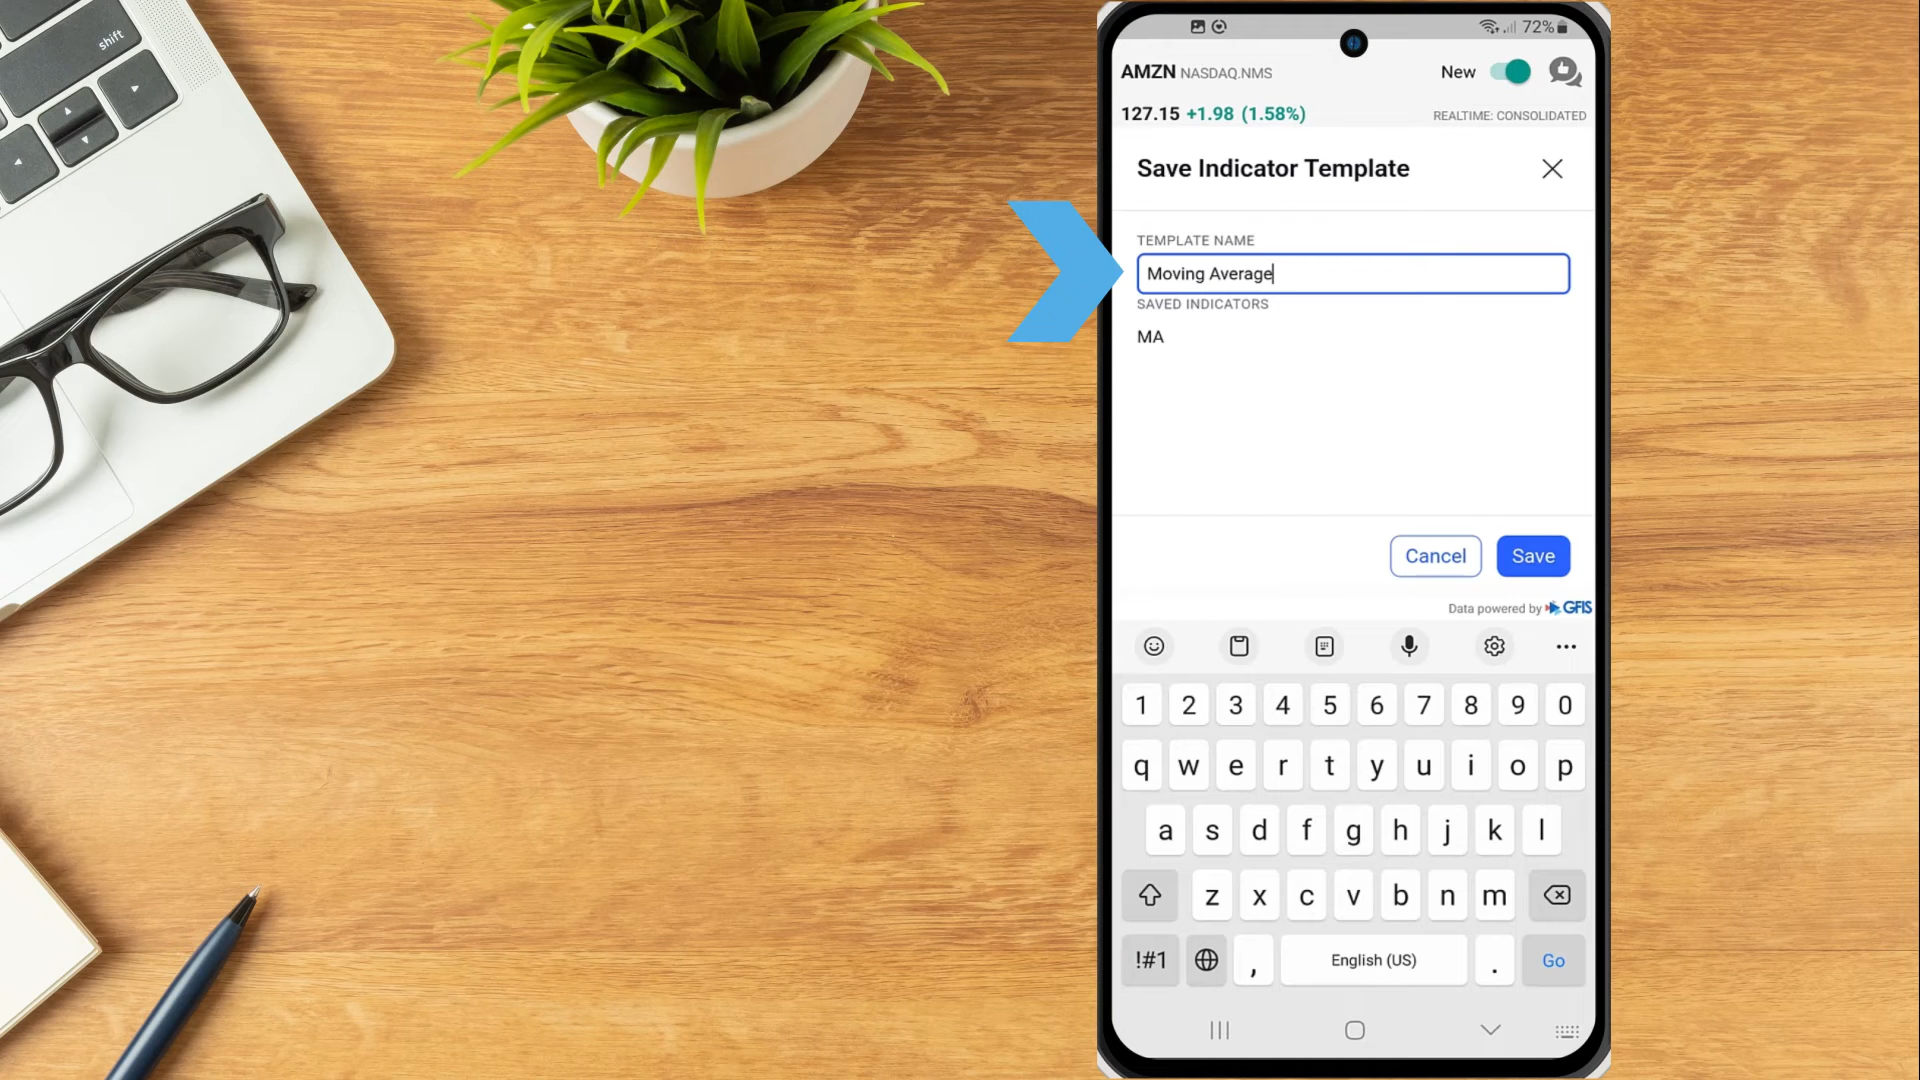 shift
72%
AMZN NASDAQ.NMS
New
127.15 +1.98 (1.58%)
REALTIME: CONSOLIDATED
Save Indicator Template
TEMPLATE NAME
Moving Average
SAVED INDICATORS
MA
Cancel
Save
Data powered by GFIS
1 2 3 4 5 6 7 8 9 0
q w e r t y u i o p
a s d f g h j k l
z x c v b n m
!#1 , English (US) . Go